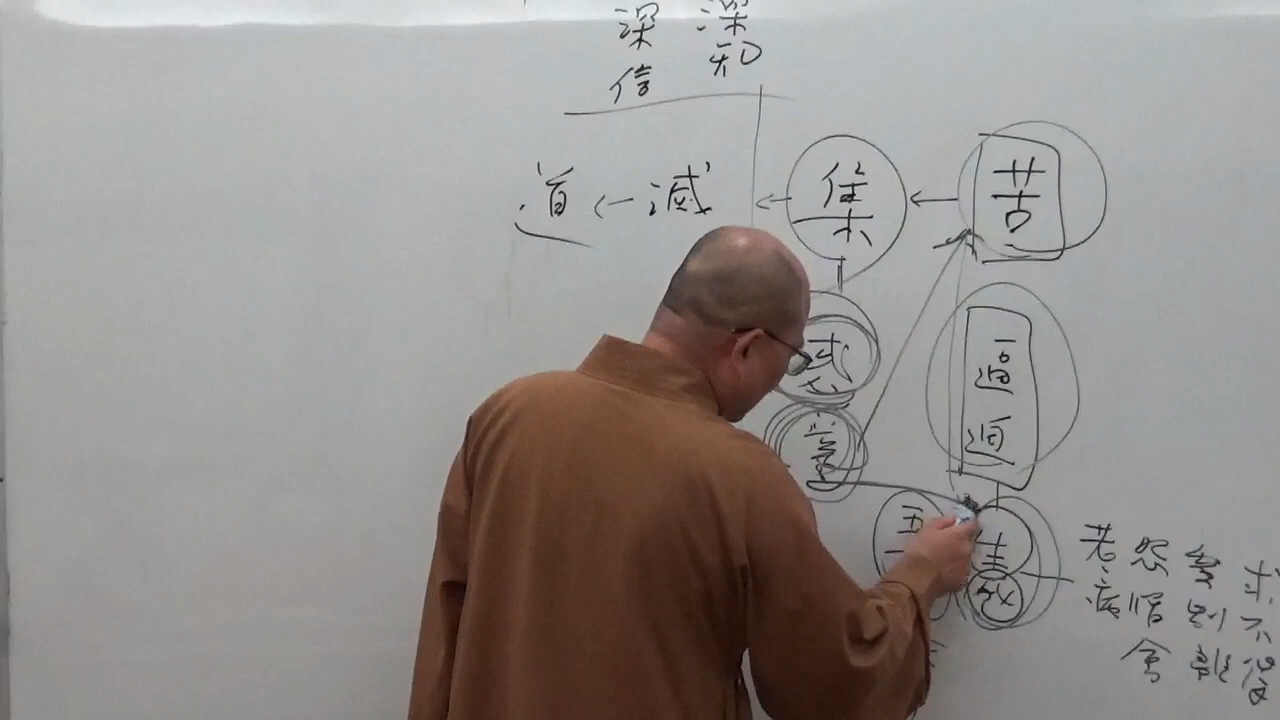 深知
深信
苦
集
滅
道
惑
業
逼迫
生
五
老病
怨憎會
愛別離
求不得